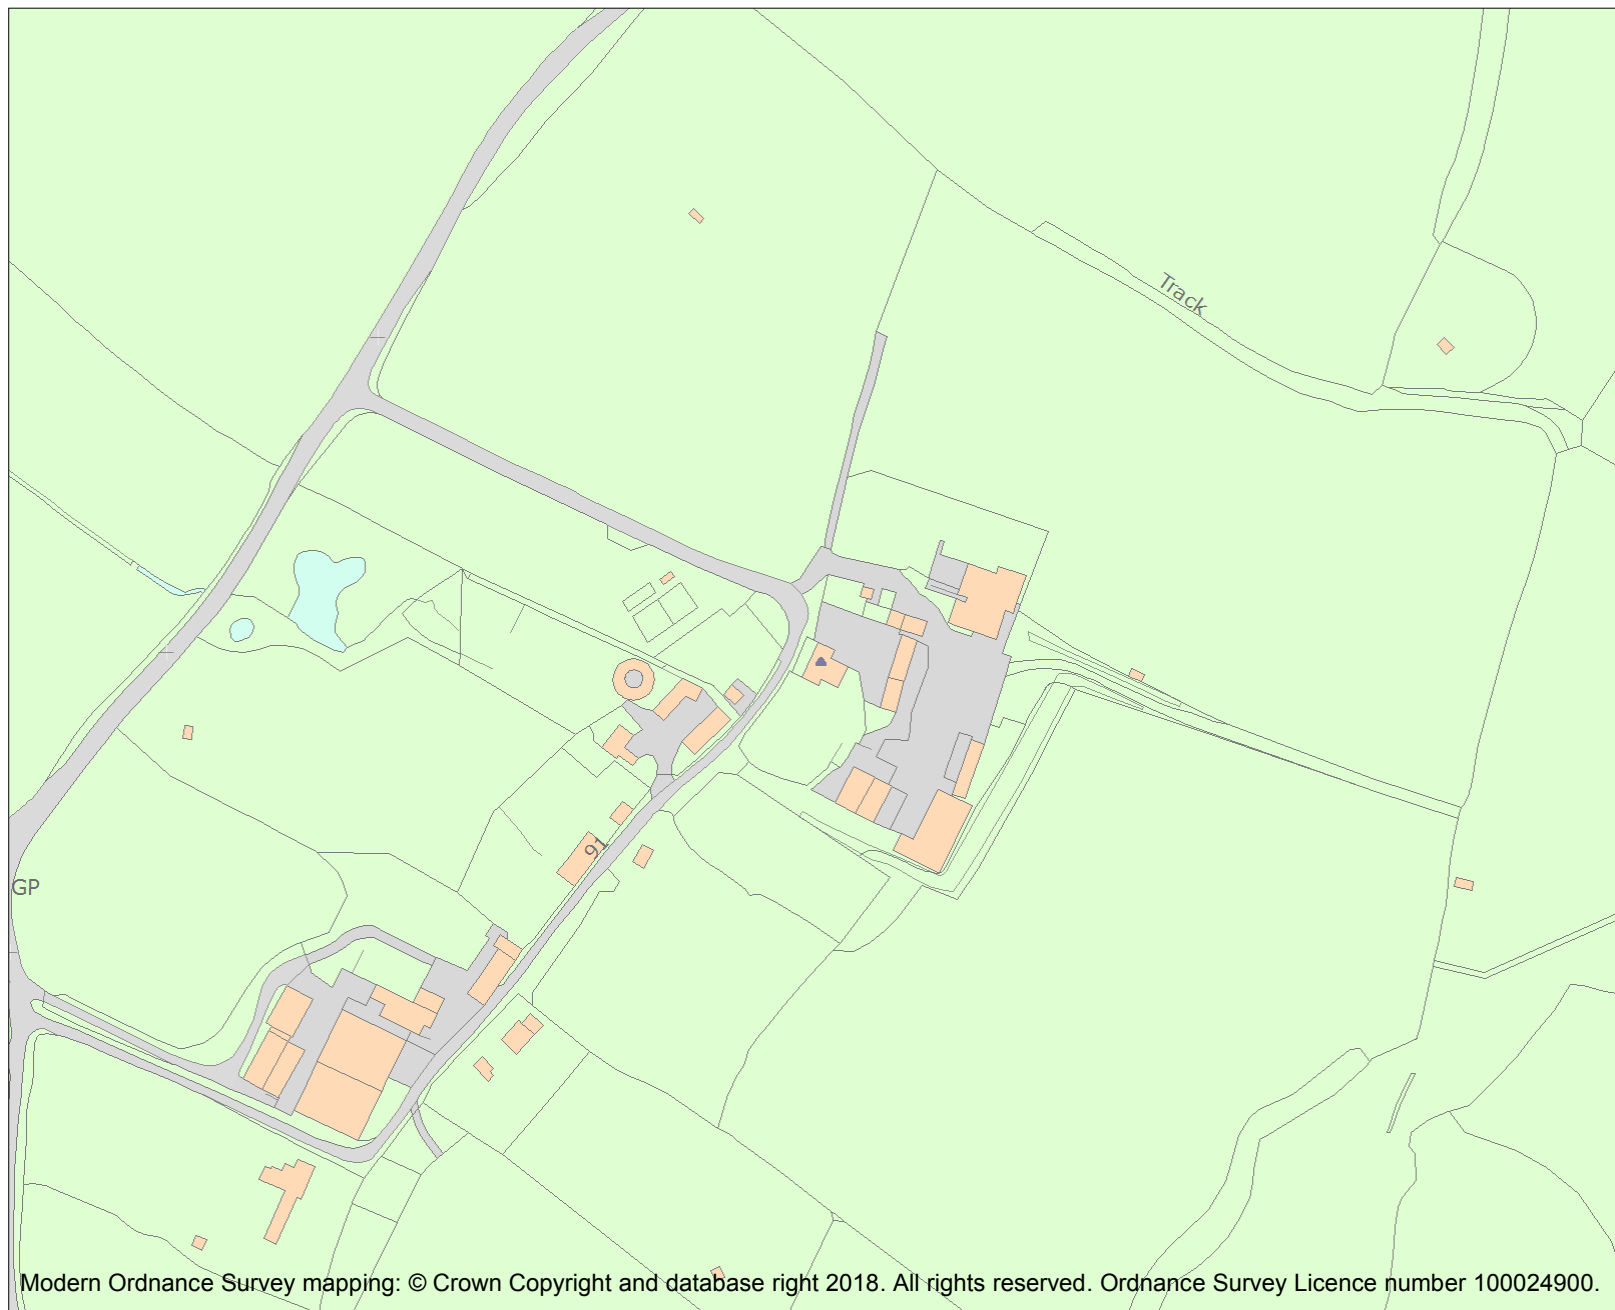 Track
91
GP
Modern Ordnance Survey mapping: © Crown Copyright and database right 2018. All rights reserved. Ordnance Survey Licence number 100024900.